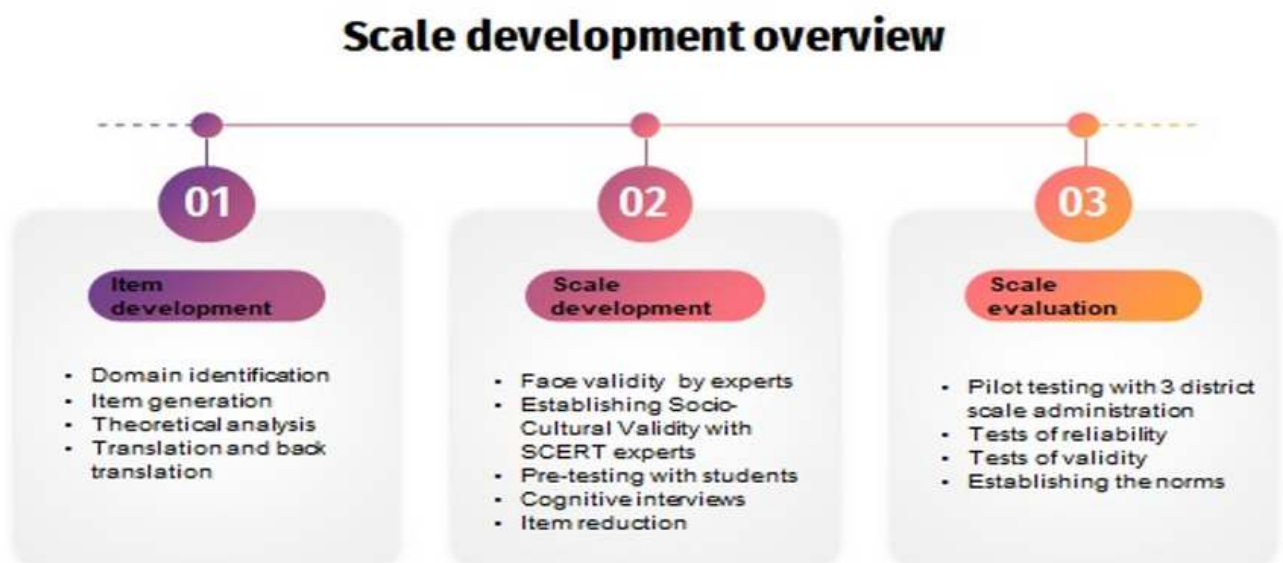 Scale development overview
01
Item
development
• Domain identification
• Item generation
• Theoretical analysis
• Translation and back
translation
02
Scale
development
• Face validity by experts
• Establishing Socio-
Cultural Validity with
SCERT experts
• Pre-testing with students
• Cognitive interviews
• Item reduction
03
Scale
evaluation
• Pilot testing with 3 district
scale administration
• Tests of reliability
• Tests of validity
• Establishing the norms